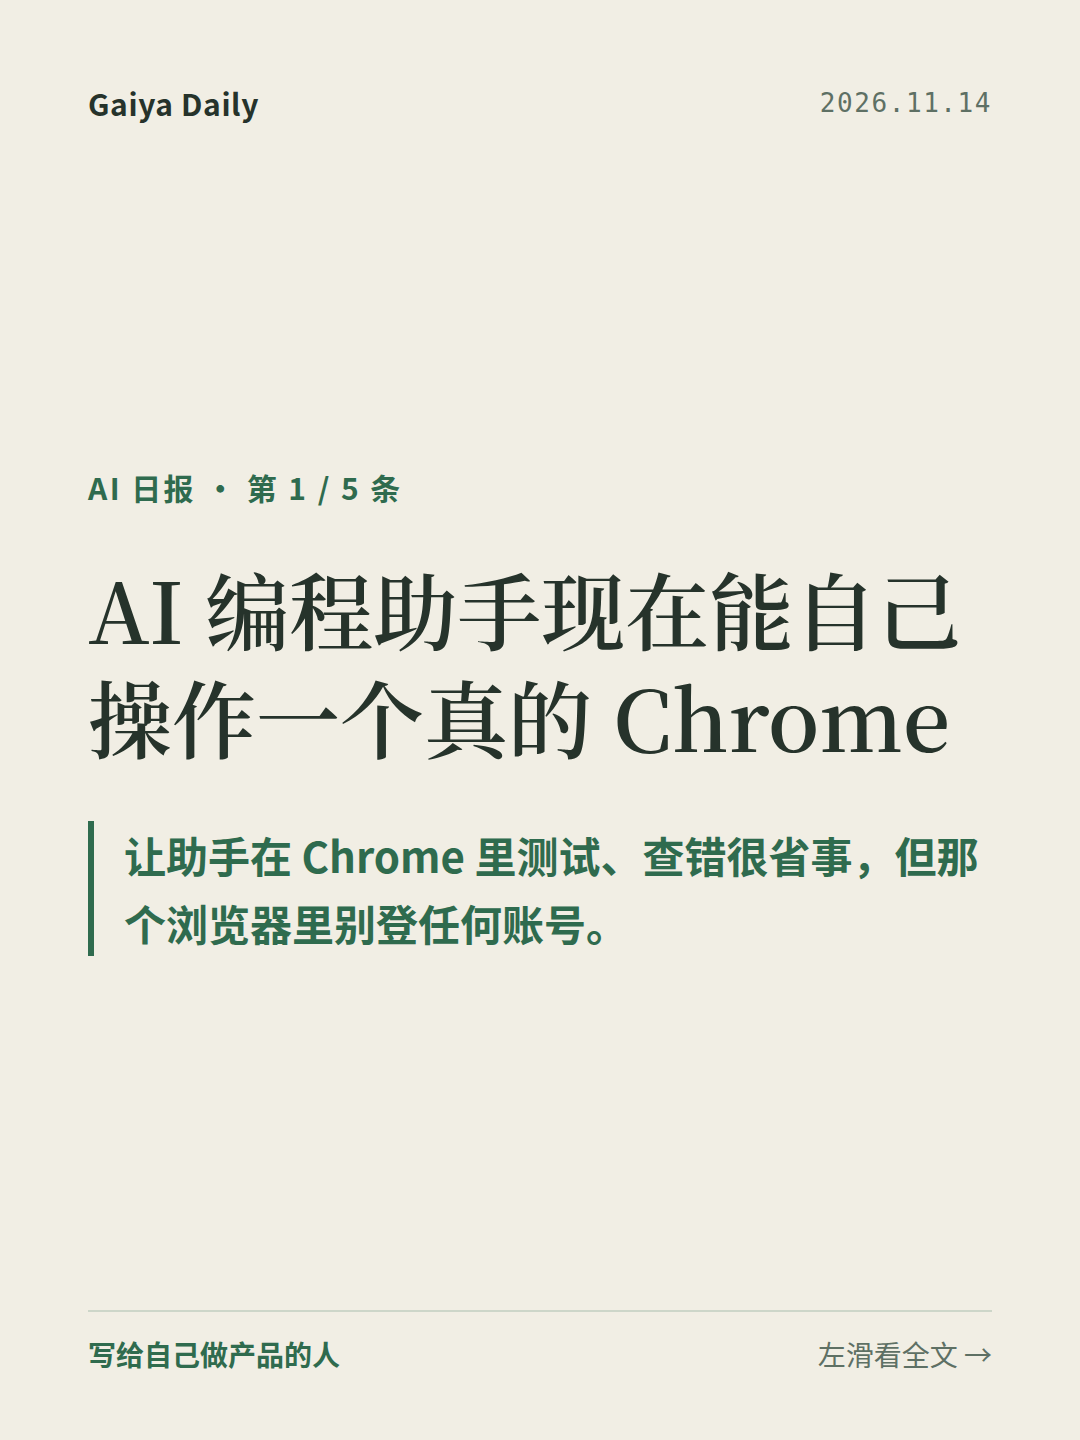 Gaiya Daily
2026.11.14
AI 日报 · 第 1 / 5 条
AI 编程助手现在能自己
操作一个真的 Chrome
让助手在 Chrome 里测试、查错很省事，但那
个浏览器里别登任何账号。
写给自己做产品的人
左滑看全文 →